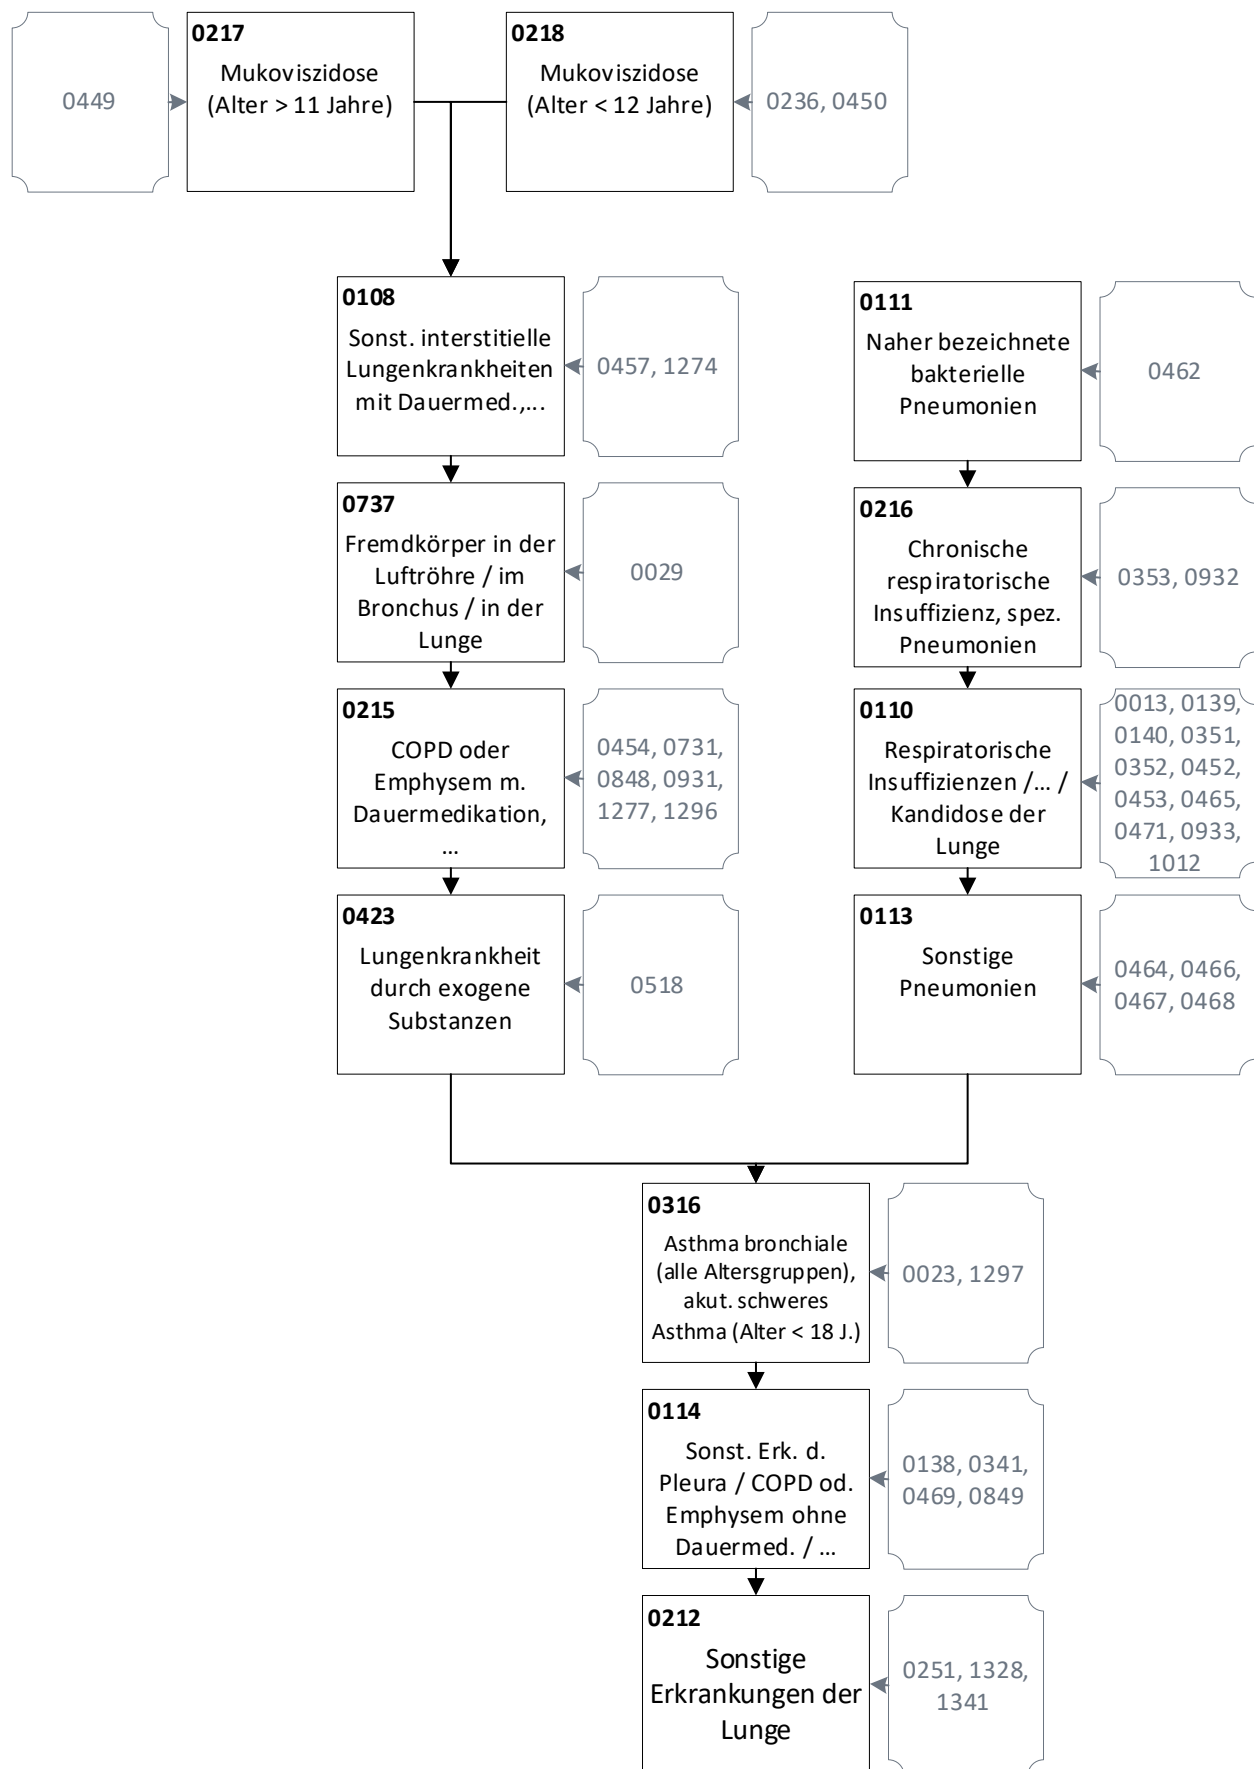 0449
0217
Mukoviszidose
(Alter > 11 Jahre)
0218
Mukoviszidose
(Alter < 12 Jahre)
0236, 0450
0108
Sonst. interstitielle
Lungenkrankheiten
mit Dauermed.,...
0457, 1274
0111
Naher bezeichnete
bakterielle
Pneumonien
0462
0737
Fremdkörper in der
Luftröhre / im
Bronchus / in der
Lunge
0029
0216
Chronische
respiratorische
Insuffizienz, spez.
Pneumonien
0353, 0932
0215
COPD oder
Emphysem m.
Dauermedikation,
...
0454, 0731,
0848, 0931,
1277, 1296
0110
Respiratorische
Insuffizienzen /... /
Kandidose der
Lunge
0013, 0139,
0140, 0351,
0352, 0452,
0453, 0465,
0471, 0933,
1012
0423
Lungenkrankheit
durch exogene
Substanzen
0518
0113
Sonstige
Pneumonien
0464, 0466,
0467, 0468
0316
Asthma bronchiale
(alle Altersgruppen),
akut. schweres
Asthma (Alter < 18 J.)
0023, 1297
0114
Sonst. Erk. d.
Pleura / COPD od.
Emphysem ohne
Dauermed. / ...
0138, 0341,
0469, 0849
0212
Sonstige
Erkrankungen der
Lunge
0251, 1328,
1341